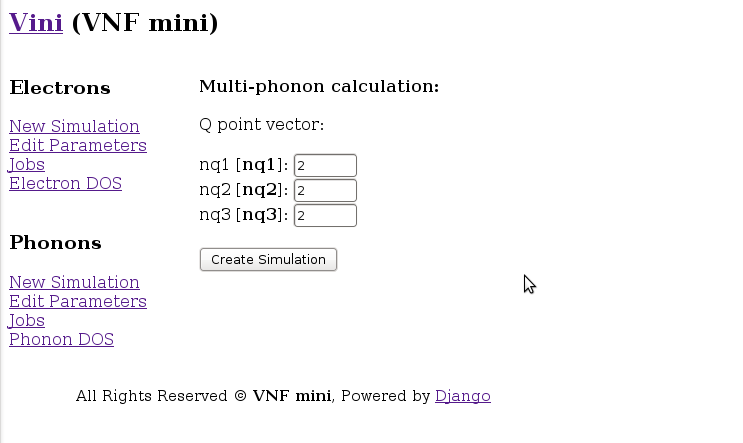 Vini (VNF mini)
Electrons
New Simulation
Edit Parameters
Jobs
Electron DOS
Phonons
New Simulation
Edit Parameters
Jobs
Phonon DOS
Multi-phonon calculation:
Q point vector:
nq1 [nq1]: 2
nq2 [nq2]: 2
nq3 [nq3]: 2
Create Simulation
All Rights Reserved © VNF mini, Powered by Django